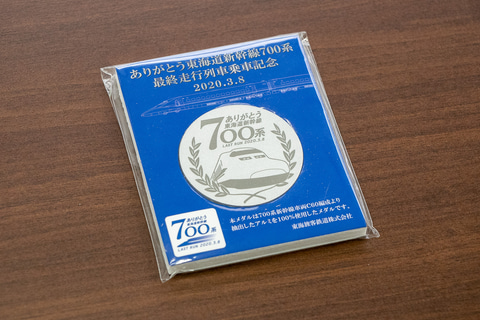 ありがとう東海道新幹線700系
最終走行列車乗車記念
2020.3.8
ありがとう
東海道新幹線
700系
LAST RUN 2020.3.8
本メダルは700系新幹線車両C60編成より
抽出したアルミを100%使用したメダルです。
東海旅客鉄道株式会社
ありがとう
東海道新幹線
700系
LAST RUN 2020.3.8